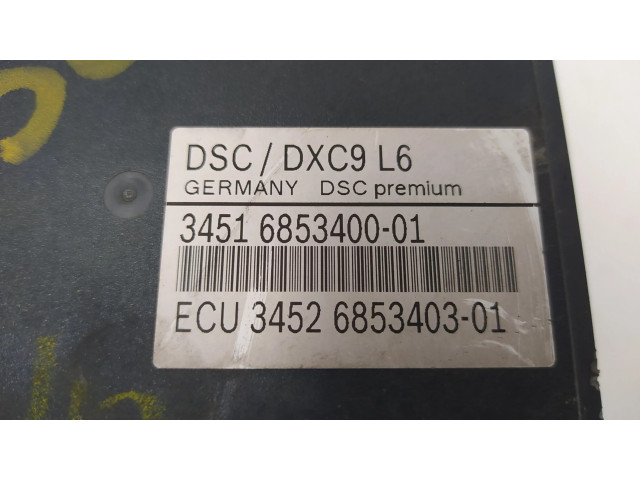 DSC / DXC9 L6
GERMANY DSC premium
3451 6853400-01
ECU 3452 6853403-01